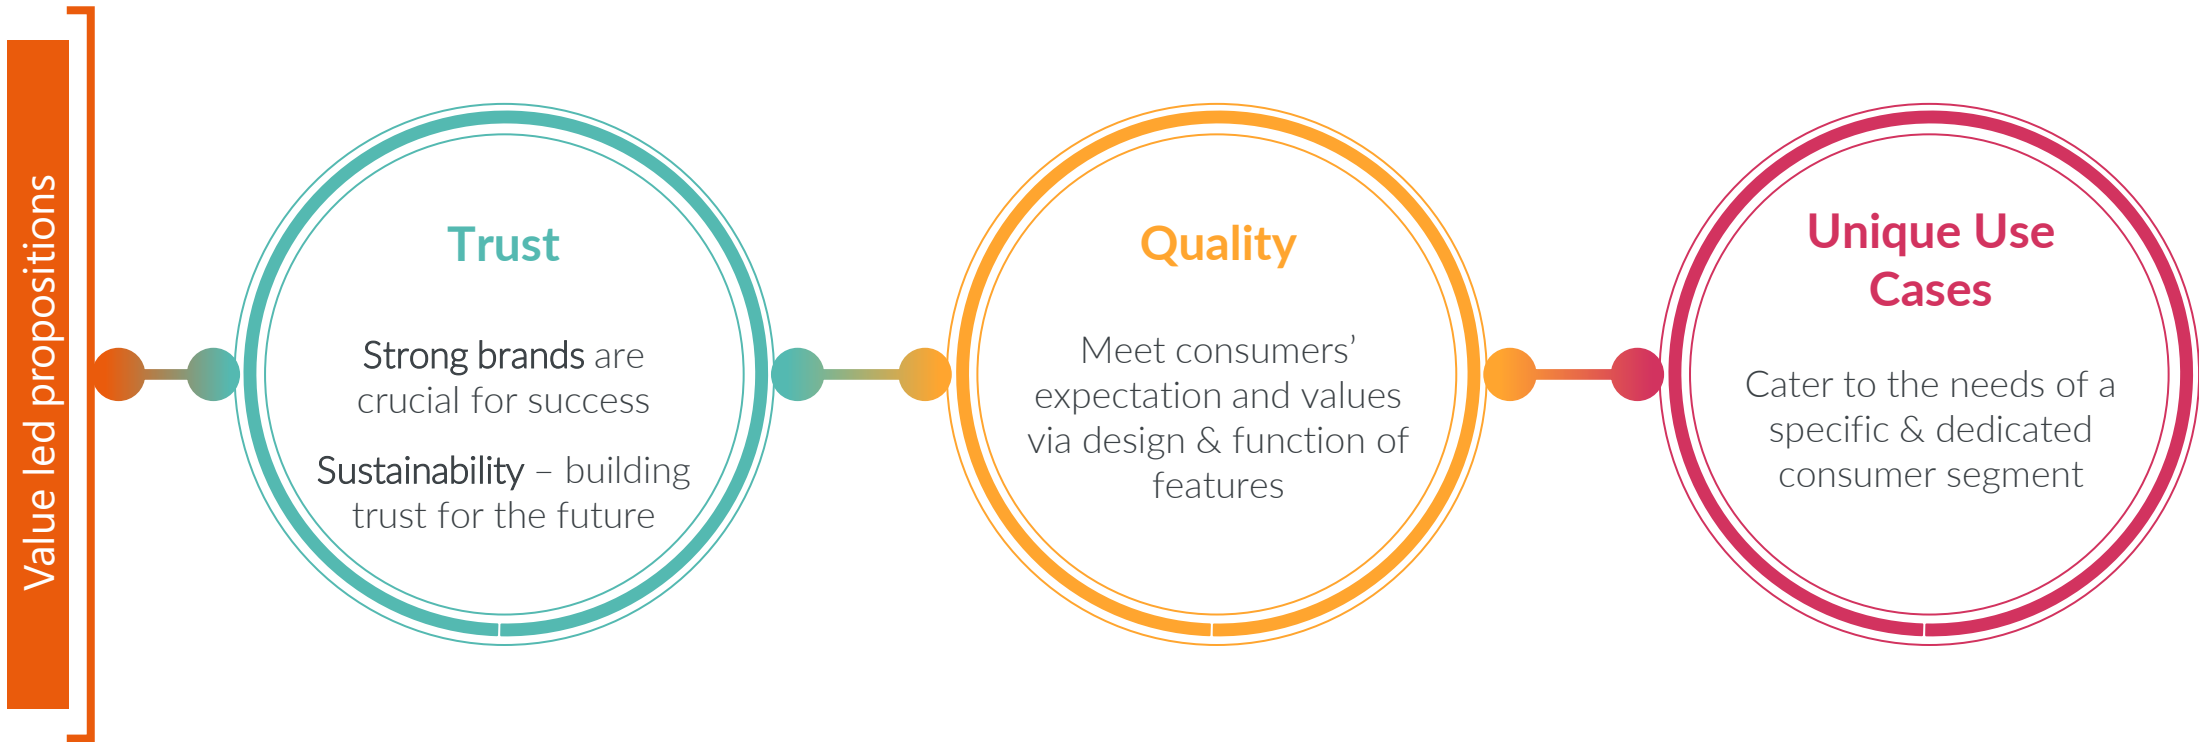 Value led propositions
Trust
Strong brands are
crucial for success
Sustainability – building
trust for the future
Quality
Meet consumers’
expectation and values
via design & function of
features
Unique Use
Cases
Cater to the needs of a
specific & dedicated
consumer segment